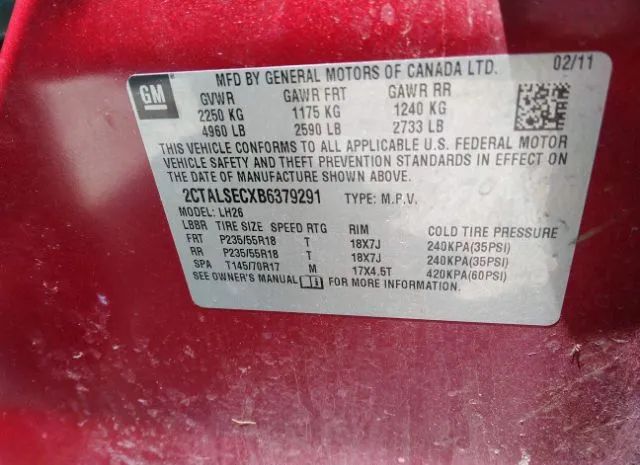 GM
MFD BY GENERAL MOTORS OF CANADA LTD. 02/11
GVWR GAWR FRT GAWR RR
2250 KG 1175 KG 1240 KG
4960 LB 2590 LB 2733 LB
THIS VEHICLE CONFORMS TO ALL APPLICABLE U.S. FEDERAL MOTOR
VEHICLE SAFETY AND THEFT PREVENTION STANDARDS IN EFFECT ON
THE DATE OF MANUFACTURE SHOWN ABOVE.
2CTALSECXB6379291 TYPE: M.P.V.
MODEL: LH26
LBBR TIRE SIZE SPEED RTG RIM COLD TIRE PRESSURE
FRT P235/55R18 T 18X7J 240KPA(35PSI)
RR P235/55R18 T 18X7J 240KPA(35PSI)
SPA T145/70R17 M 17X4.5T 420KPA(60PSI)
SEE OWNER'S MANUAL FOR MORE INFORMATION.